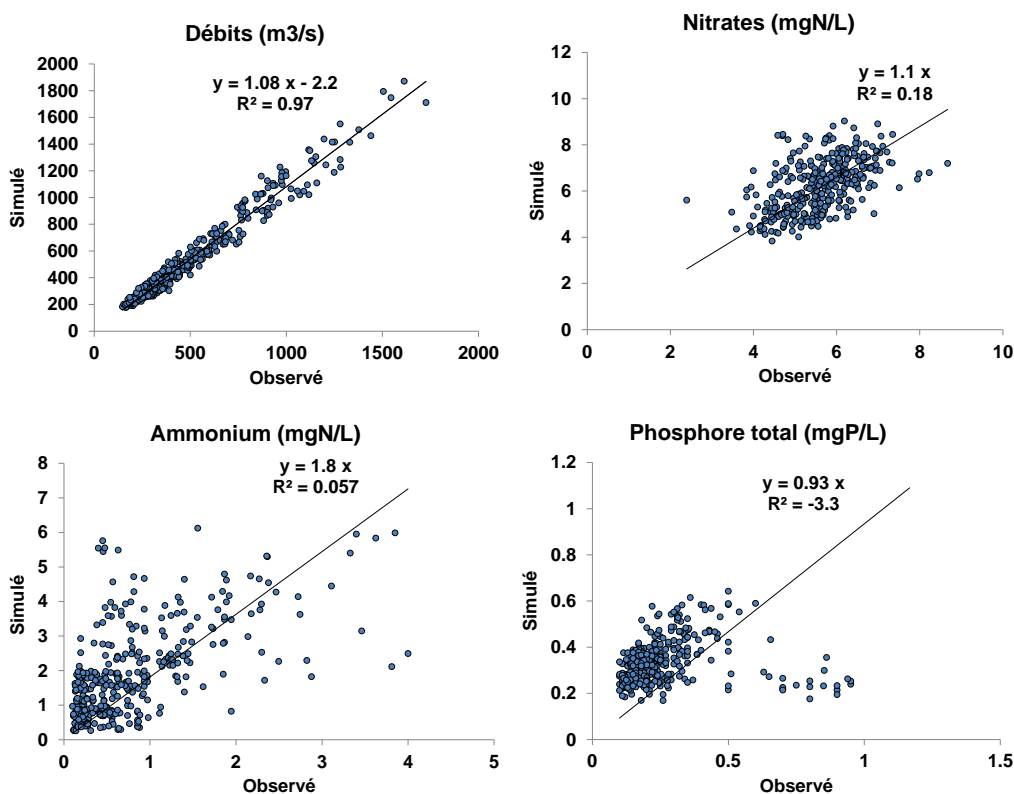 Débits (m3/s)
y = 1.08 x - 2.2
R² = 0.97
Simulé
2000
1800
1600
1400
1200
1000
800
600
400
200
0
0 500 1000 1500 2000
Observé
Nitrates (mgN/L)
y = 1.1 x
R² = 0.18
Simulé
12
10
8
6
4
2
0
0 2 4 6 8 10
Observé
Ammonium (mgN/L)
y = 1.8 x
R² = 0.057
Simulé
8
7
6
5
4
3
2
1
0
0 1 2 3 4 5
Observé
Phosphore total (mgP/L)
y = 0.93 x
R² = -3.3
Simulé
1.2
1
0.8
0.6
0.4
0.2
0
0 0.5 1 1.5
Observé